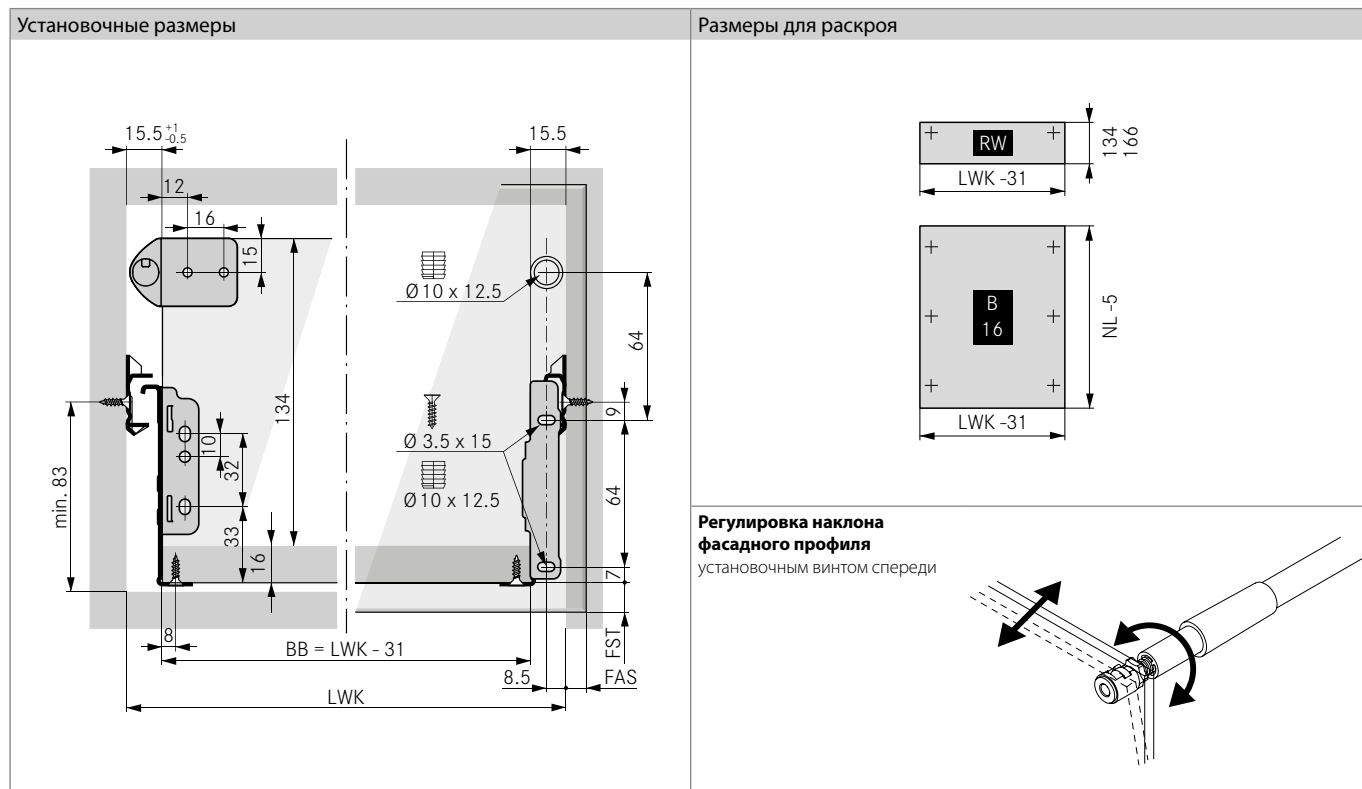 Установочные размеры
Размеры для раскроя
15.5 +1 -0.5
15.5
12
16
15
Ø10 x 12.5
64
134
9
Ø 3.5 x 15
10
32
Ø10 x 12.5
64
min. 83
33
16
7
8
BB = LWK - 31
8.5
FST
FAS
LWK
RW
134
166
LWK -31
B
16
NL -5
LWK -31
Регулировка наклона
фасадного профиля
установочным винтом спереди